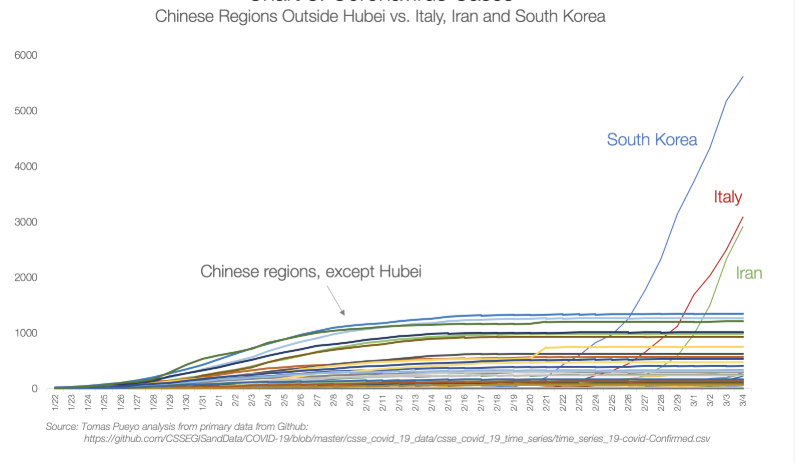 Chinese Regions Outside Hubei vs. Italy, Iran and South Korea
6000
5000
South Korea
4000
Italy
3000
Iran
Chinese regions, except Hubei
2000
1000
0
1/22 1/23 1/24 1/25 1/26 1/27 1/28 1/29 1/30 1/31 2/1 2/2 2/3 2/4 2/5 2/6 2/7 2/8 2/9 2/10 2/11 2/12 2/13 2/14 2/15 2/16 2/17 2/18 2/19 2/20 2/21 2/22 2/23 2/24 2/25 2/26 2/27 2/28 2/29 3/1 3/2 3/3 3/4
Source: Tomas Pueyo analysis from primary data from Github:
https://github.com/CSSEGISandData/COVID-19/blob/master/csse_covid_19_data/csse_covid_19_time_series/time_series_19-covid-Confirmed.csv